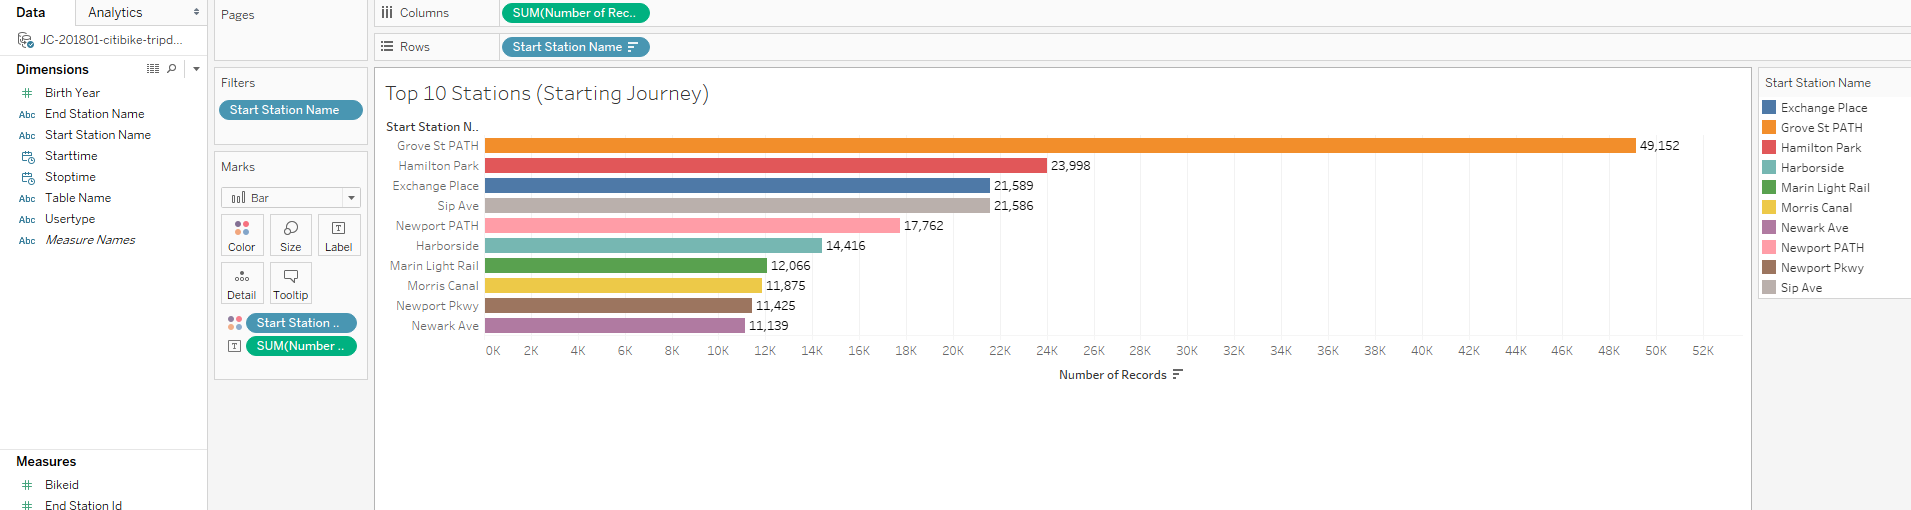 Data
Analytics
JC-201801-citibike-tripd...
Dimensions
# Birth Year
Abc End Station Name
Abc Start Station Name
Starttime
Stoptime
Abc Table Name
Abc Usertype
Abc Measure Names
Measures
# Bikeid
# End Station Id
Pages
Filters
Start Station Name
Marks
Bar
Color Size Label
Detail Tooltip
Start Station ..
SUM(Number ..
Columns SUM(Number of Rec..
Rows Start Station Name
Top 10 Stations (Starting Journey)
Start Station N..
Grove St PATH 49,152
Hamilton Park 23,998
Exchange Place 21,589
Sip Ave 21,586
Newport PATH 17,762
Harborside 14,416
Marin Light Rail 12,066
Morris Canal 11,875
Newport Pkwy 11,425
Newark Ave 11,139
0K 2K 4K 6K 8K 10K 12K 14K 16K 18K 20K 22K 24K 26K 28K 30K 32K 34K 36K 38K 40K 42K 44K 46K 48K 50K 52K
Number of Records
Start Station Name
Exchange Place
Grove St PATH
Hamilton Park
Harborside
Marin Light Rail
Morris Canal
Newark Ave
Newport PATH
Newport Pkwy
Sip Ave